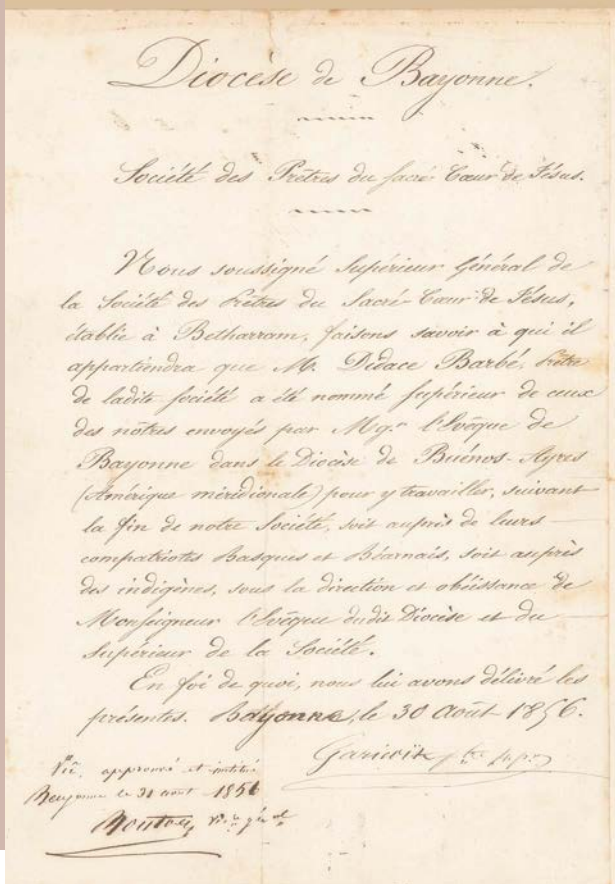 Diocèse de Bayonne.
Société des Prêtres du Sacré-Cœur de Jésus.
Nous soussigné Supérieur Général de
la Société des Prêtres du Sacré-Cœur de Jésus,
établie à Betharram, faisons savoir à qui il
appartiendra que M. Didace Barbé, Prêtre
de ladite Société a été nommé Supérieur de ceux
des nôtres envoyés par Mgr. l'Evêque de
Bayonne dans le Diocèse de Buénos-Ayres
(Amérique méridionale) pour y travailler, suivant
la fin de notre Société, soit auprès de leurs
compatriotes Basques et Béarnais, soit auprès
des indigènes, sous la direction et obéissance de
Monseigneur l'Evêque dudit Diocèse et du
Supérieur de la Société.
En foi de quoi, nous lui avons délivré les
présentes. Bayonne, le 30 Août 1856.
Garicoïts ptre supr
Vu, approuvé et institué
Bayonne le 31 août 1856